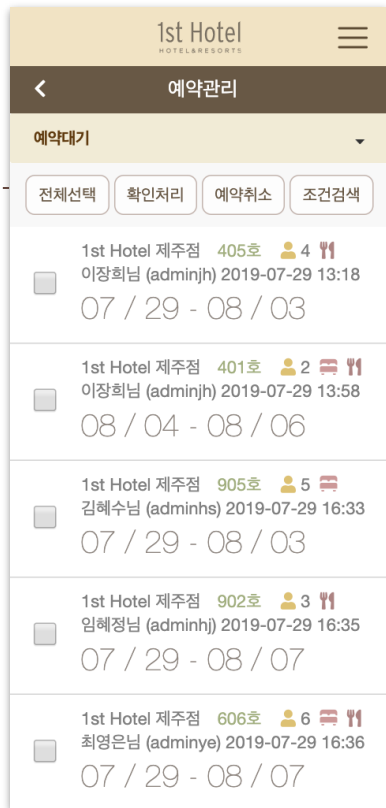 1st Hotel
HOTEL&RESORTS
예약관리
예약대기
전체선택 확인처리 예약취소 조건검색
1st Hotel 제주점 405호 4
이장희님 (adminjh) 2019-07-29 13:18
07 / 29 - 08 / 03
1st Hotel 제주점 401호 2
이장희님 (adminjh) 2019-07-29 13:58
08 / 04 - 08 / 06
1st Hotel 제주점 905호 5
김혜수님 (adminhs) 2019-07-29 16:33
07 / 29 - 08 / 03
1st Hotel 제주점 902호 3
임혜정님 (adminhj) 2019-07-29 16:35
07 / 29 - 08 / 07
1st Hotel 제주점 606호 6
최영은님 (adminye) 2019-07-29 16:36
07 / 29 - 08 / 07